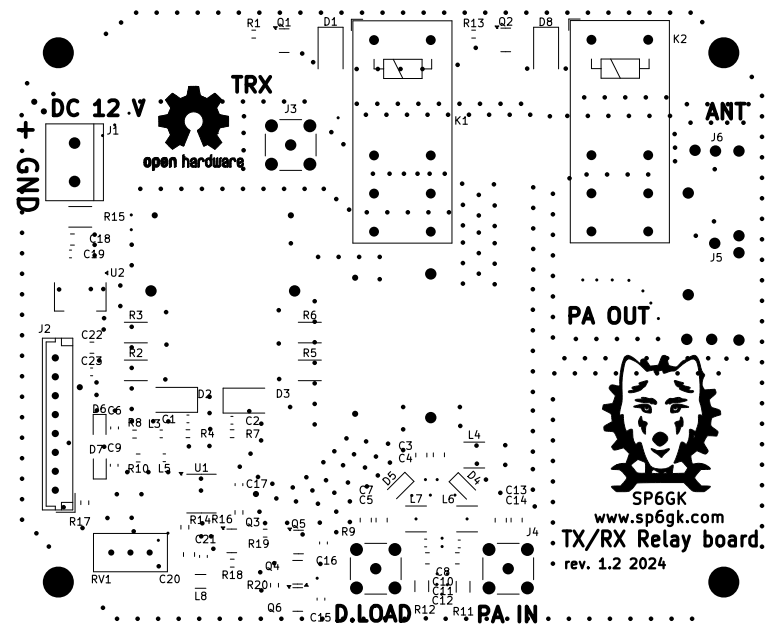 R1 Q1 D1 R13 Q2 D8
K2
TRX
DC 12 V
J3
ANT
K1
J1
J6
+ GND
open hardware
R15
C18
C19
J5
U2
PA OUT
R3 R6
J2
C22
R2 R5
C23
D2 D3
D6 C6 R8 L3 C1 C2
R4 R7
L4
C3
D7 C9
C4
R10 L5 U1
D5 D4
C17 C7 C13
C5 L7 L6 C14
SP6GK
www.sp6gk.com
R17 R14 R16 Q3 Q5
R9 J4
C21 R19
TX/RX Relay board
C16
rev. 1.2 2024
RV1 C20 R18 Q4 C8
R20 C10
C11
L8 C12
Q6 R12 R11
C15 D.LOAD PA IN